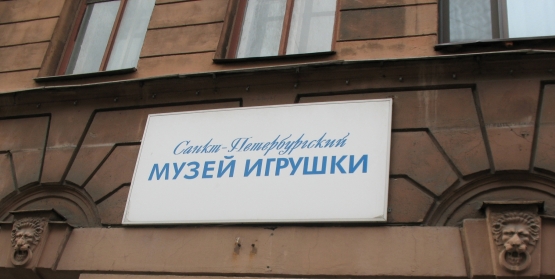 Санкт-Петербургский
МУЗЕЙ ИГРУШКИ